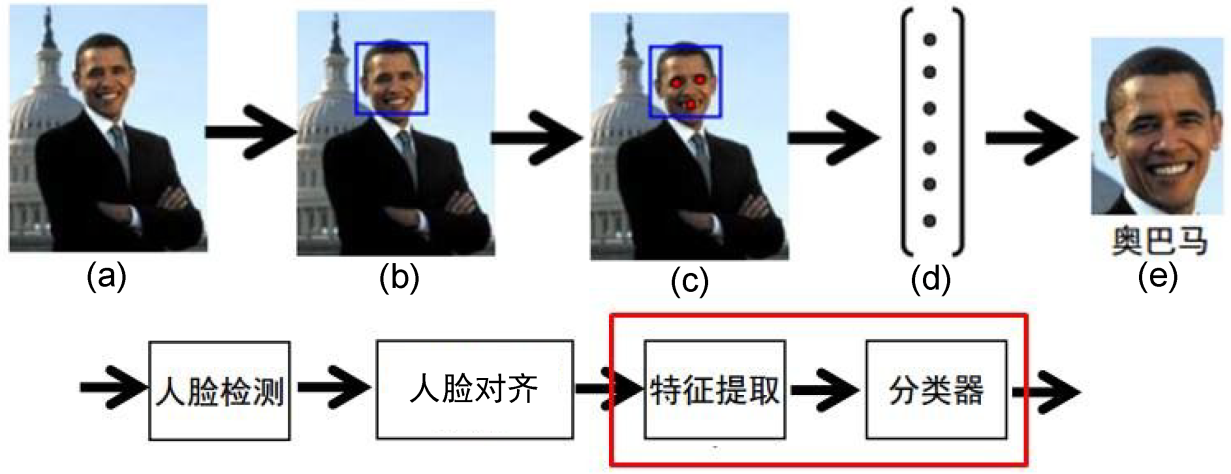 奥巴马
(a)
(b)
(c)
(d)
(e)
人脸检测
人脸对齐
特征提取
分类器